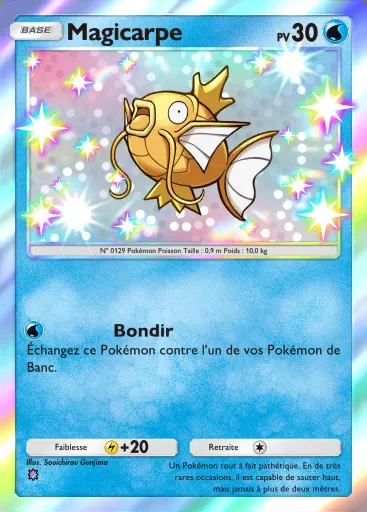 BASE Magicarpe PV 30
N° 0129 Pokémon Poisson Taille : 0,9 m Poids : 10,0 kg
Bondir
Échangez ce Pokémon contre l'un de vos Pokémon de
Banc.
Faiblesse +20 Retraite
Illus. Souichirou Gunjima
Un Pokémon tout à fait pathétique. En de très
rares occasions, il est capable de sauter haut,
mais jamais à plus de deux mètres.